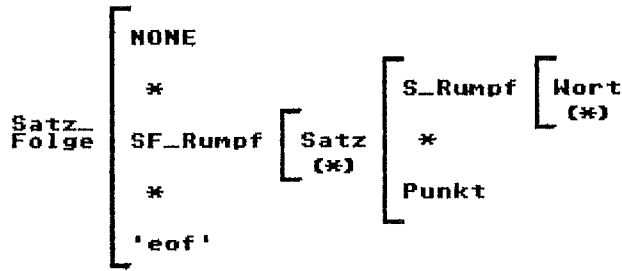 NONE
*
S_Rumpf
Wort
(*)
Satz_
Folge
SF_Rumpf
Satz
(*)
*
*
Punkt
'eof'